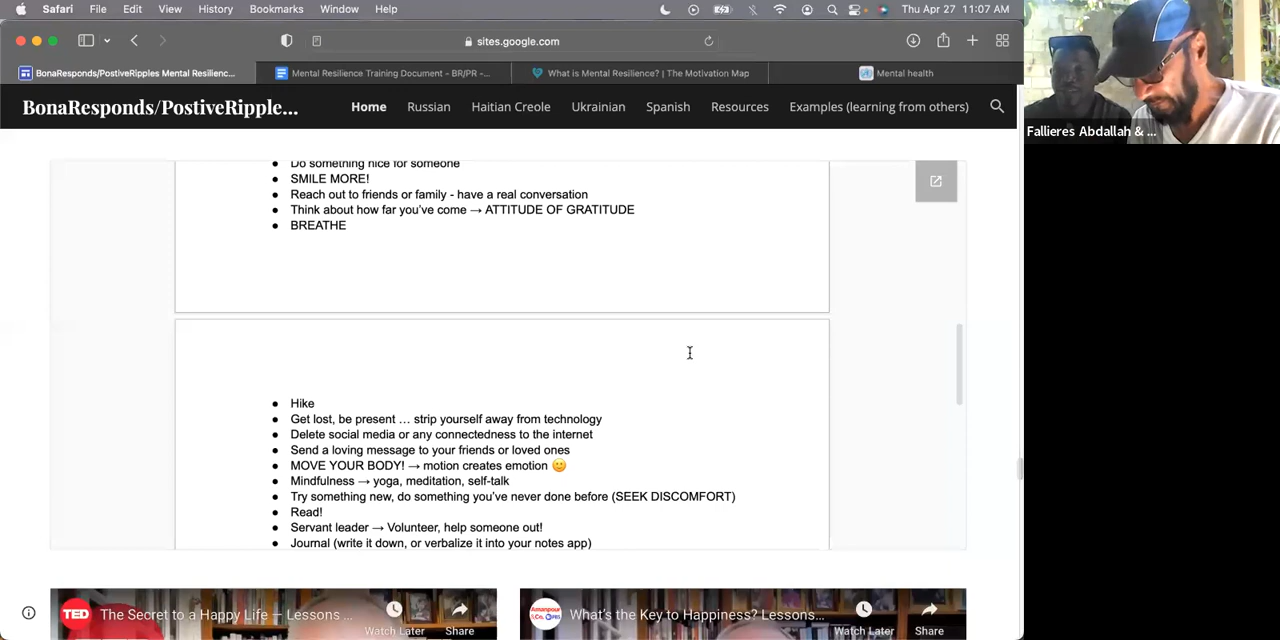 Safari File Edit View History Bookmarks Window Help Thu Apr 27 11:07 AM
sites.google.com
BonaResponds/PostiveRipples Mental Resilienc... Mental Resilience Training Document - BR/PR -... What is Mental Resilience? | The Motivation Map Mental health
BonaResponds/PostiveRipple... Home Russian Haitian Creole Ukrainian Spanish Resources Examples (learning from others)
Fallieres Abdallah & ...
● Do something nice for someone
● SMILE MORE!
● Reach out to friends or family - have a real conversation
● Think about how far you've come → ATTITUDE OF GRATITUDE
● BREATHE
● Hike
● Get lost, be present … strip yourself away from technology
● Delete social media or any connectedness to the internet
● Send a loving message to your friends or loved ones
● MOVE YOUR BODY! → motion creates emotion 🙂
● Mindfulness → yoga, meditation, self-talk
● Try something new, do something you've never done before (SEEK DISCOMFORT)
● Read!
● Servant leader → Volunteer, help someone out!
● Journal (write it down, or verbalize it into your notes app)
TED The Secret to a Happy Life — Lessons ... Watch Later Share
Amanpour & Co. PBS What's the Key to Happiness? Lessons... Watch Later Share